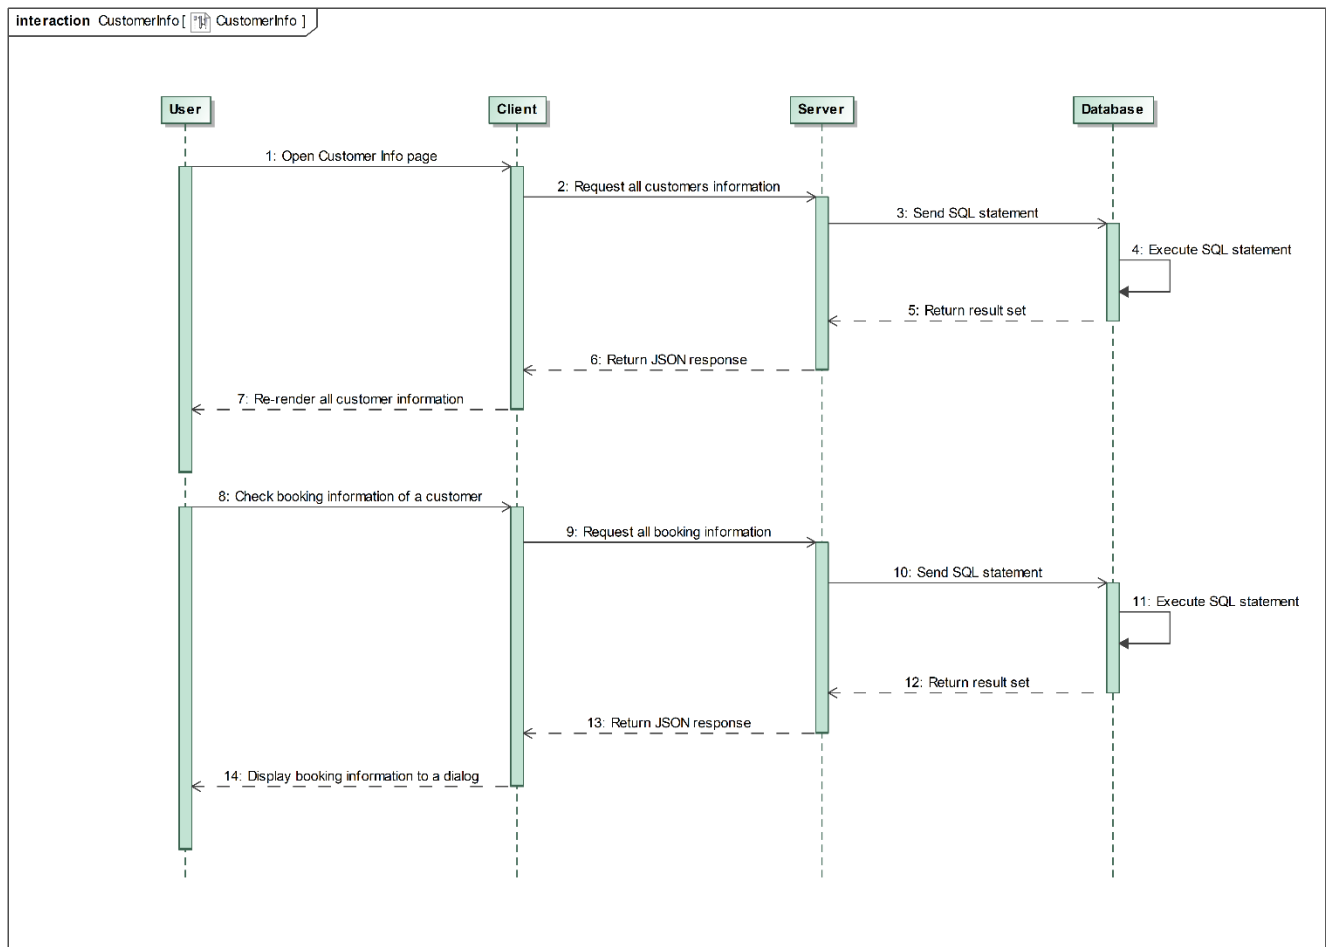 interaction CustomerInfo [ CustomerInfo ]
User
Client
Server
Database
1: Open Customer Info page
2: Request all customers information
3: Send SQL statement
4: Execute SQL statement
5: Return result set
6: Return JSON response
7: Re-render all customer information
8: Check booking information of a customer
9: Request all booking information
10: Send SQL statement
11: Execute SQL statement
12: Return result set
13: Return JSON response
14: Display booking information to a dialog